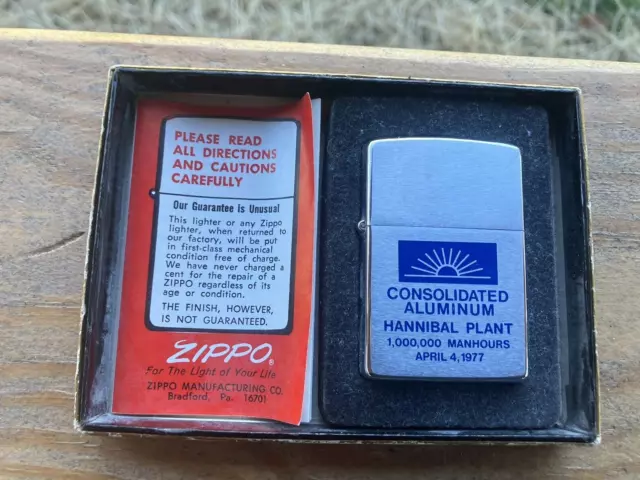 PLEASE READ
ALL DIRECTIONS
AND CAUTIONS
CAREFULLY
Our Guarantee is Unusual
This lighter or any Zippo
lighter, when returned to
our factory, will be put
in first-class mechanical
condition free of charge.
We have never charged a
cent for the repair of a
ZIPPO regardless of its
age or condition.
THE FINISH, HOWEVER,
IS NOT GUARANTEED.
ZIPPO®
For The Light of Your Life
ZIPPO MANUFACTURING CO.
Bradford, Pa. 16701
CONSOLIDATED
ALUMINUM
HANNIBAL PLANT
1,000,000 MANHOURS
APRIL 4, 1977